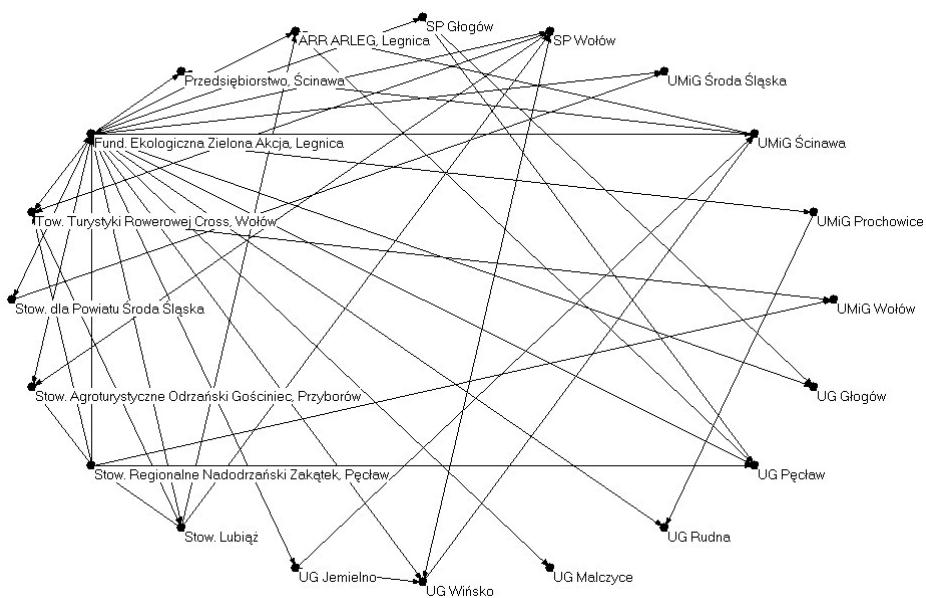 SP Głogów
ARR ARLEG, Legnica
SP Wołów
Przedsiębiorstwo, Ścinawa
UMiG Środa Śląska
Fund. Ekologiczna Zielona Akcja, Legnica
UMiG Ścinawa
Tow. Turystyki Rowerowej Cross, Wołów
UMiG Prochowice
Stow. dla Powiatu Środa Śląska
UMiG Wołów
Stow. Agroturystyczne Odrzański Gościniec, Przyborów
UG Głogów
Stow. Regionalne Nadodrzański Zakątek, Pęcław
UG Pęcław
Stow. Lubiąż
UG Rudna
UG Jemielno
UG Malczyce
UG Wińsko